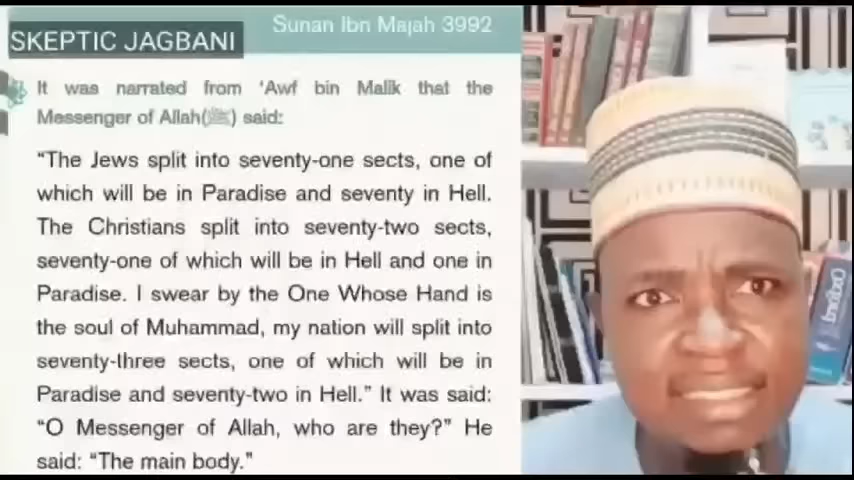 Sunan Ibn Majah 3992
SKEPTIC JAGBANI
It was narrated from ‘Awf bin Malik that the
Messenger of Allah(ﷺ) said:
“The Jews split into seventy-one sects, one of
which will be in Paradise and seventy in Hell.
The Christians split into seventy-two sects,
seventy-one of which will be in Hell and one in
Paradise. I swear by the One Whose Hand is
the soul of Muhammad, my nation will split into
seventy-three sects, one of which will be in
Paradise and seventy-two in Hell.” It was said:
“O Messenger of Allah, who are they?” He
said: “The main body.”